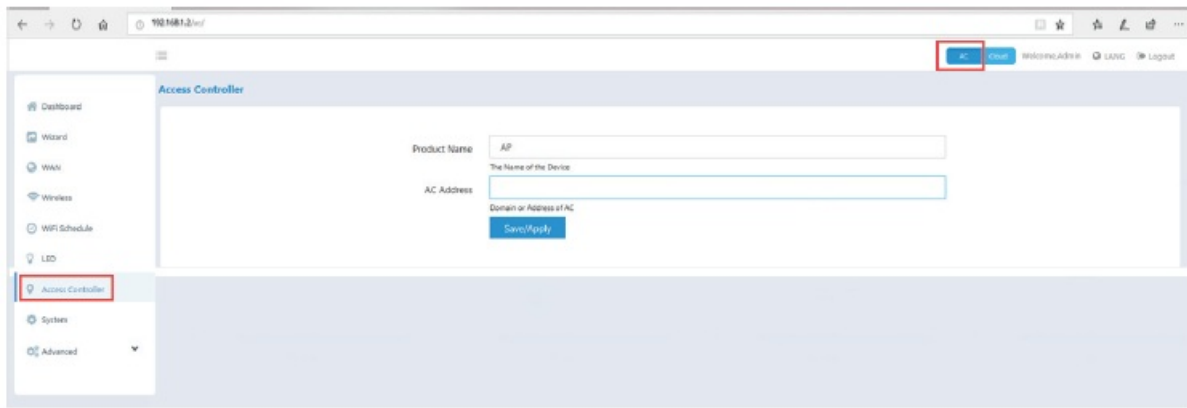 192.168.1.2/ac/
AC Cloud Welcome,Admin LANG Logout
Access Controller
Dashboard
Wizard
WAN
Wireless
WiFi Schedule
LED
Access Controller
System
Advanced
Product Name AP
The Name of the Device
AC Address
Domain or Address of AC
Save/Apply